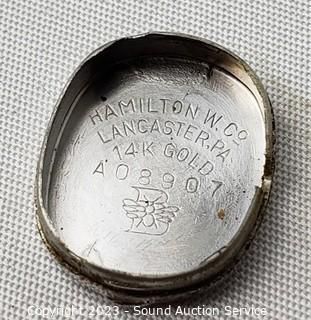 HAMILTON W. Co
LANCASTER, PA.
14K GOLD
A08907
Copyright 2023 - Sound Auction Service